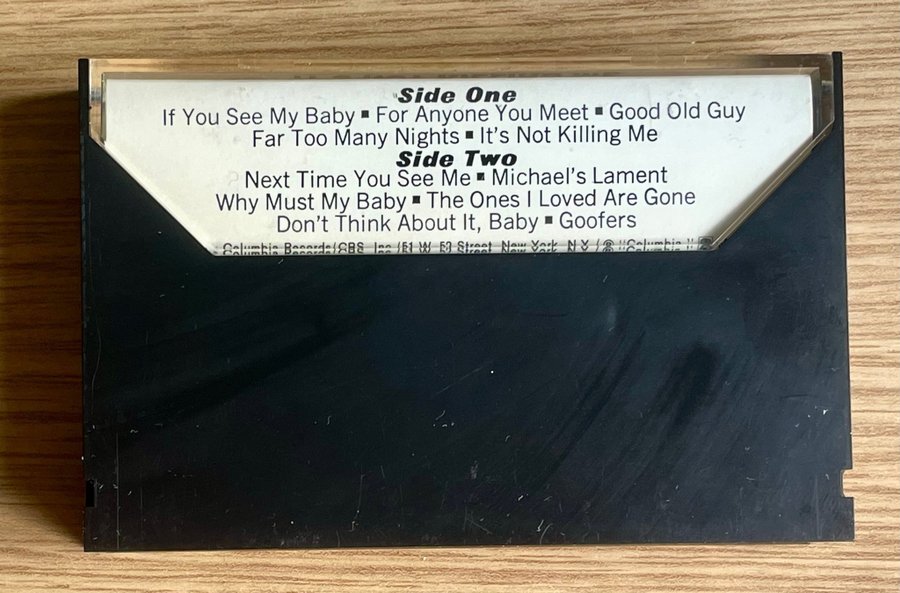 Side One
If You See My Baby ▪ For Anyone You Meet ▪ Good Old Guy
Far Too Many Nights ▪ It's Not Killing Me
Side Two
Next Time You See Me ▪ Michael's Lament
Why Must My Baby ▪ The Ones I Loved Are Gone
Don't Think About It, Baby ▪ Goofers
Columbia Records/CBS Inc/51 W 52 Street New York N Y/℗ "Columbia"